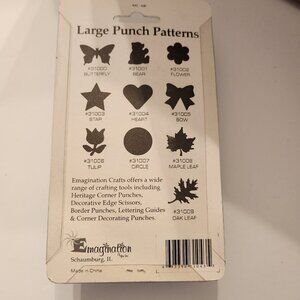 Large Punch Patterns
#31000 #31001 #31002
BUTTERFLY BEAR FLOWER
#31003 #31004 #31005
STAR HEART BOW
#31006 #31007 #31008
TULIP CIRCLE MAPLE LEAF
Emagination Crafts offers a wide
range of crafting tools including
Heritage Corner Punches,
Decorative Edge Scissors,
Border Punches, Lettering Guides
& Corner Decorating Punches.
#31009
OAK LEAF
Emagination
Schaumburg, IL
Made in China